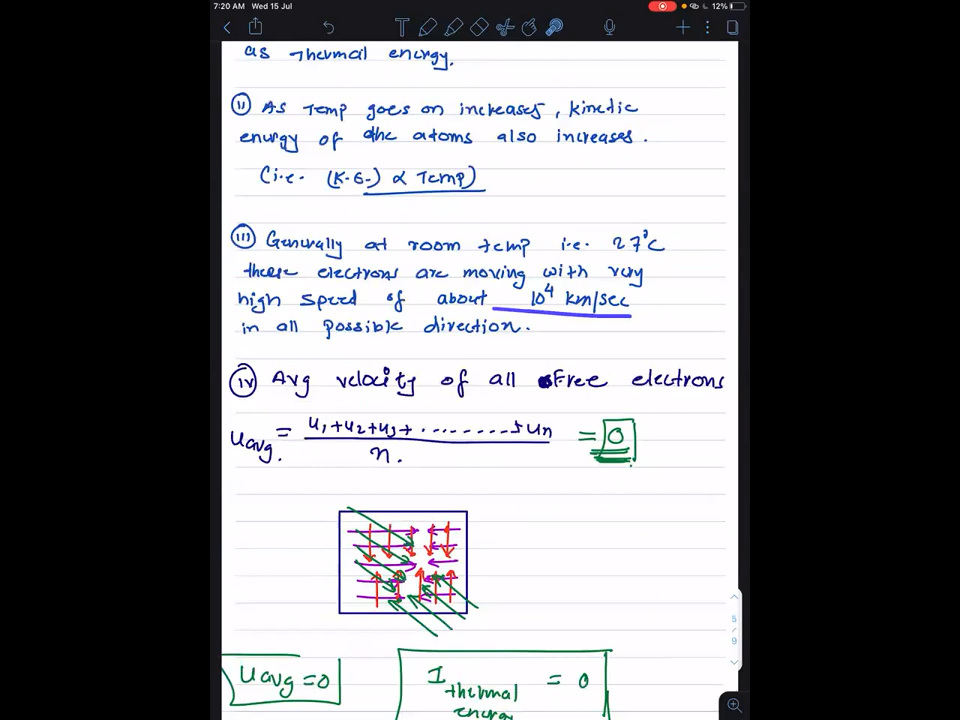 7:20 AM Wed 15 Jul
12%
as Thermal energy.
(ii) As Temp goes on increases, kinetic
energy of the atoms also increases.
(i.e. (K.E.) ∝ Temp)
(iii) Generally at room temp i.e. 27°C
these electrons are moving with very
high speed of about 10⁴ km/sec
in all possible direction.
(iv) Avg velocity of all Free electrons
uavg. = u1+u2+u3+ ......... + un / n. = 0
uavg = 0
I thermal energy = 0
5
9